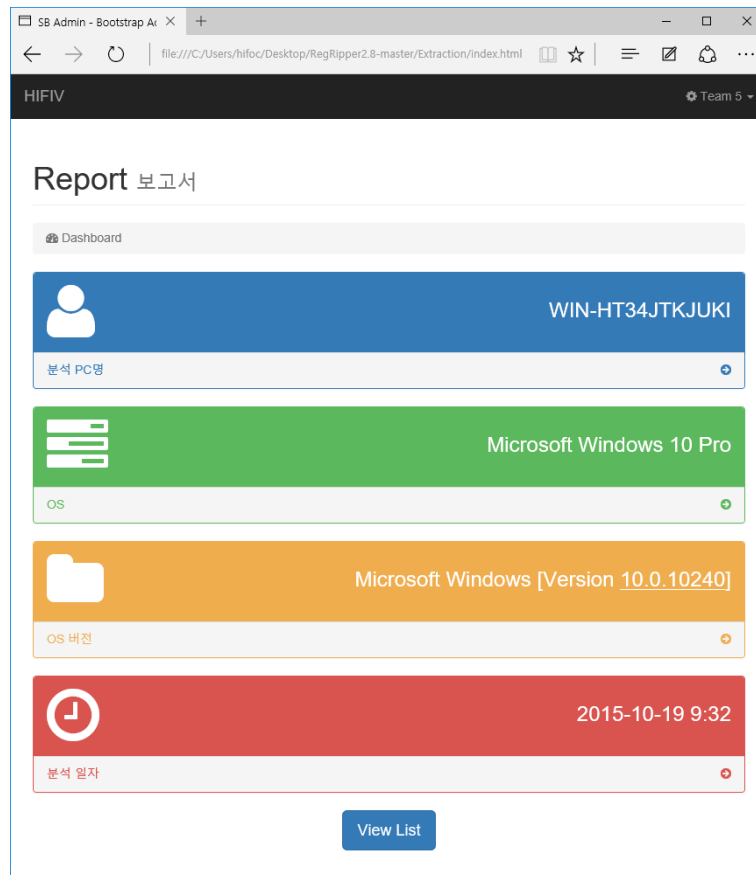 SB Admin - Bootstrap Ad
file:///C:/Users/hifoc/Desktop/RegRipper2.8-master/Extraction/index.html
HIFIV
Team 5
Report 보고서
Dashboard
WIN-HT34JTKJUKI
분석 PC명
Microsoft Windows 10 Pro
OS
Microsoft Windows [Version 10.0.10240]
OS 버전
2015-10-19 9:32
분석 일자
View List